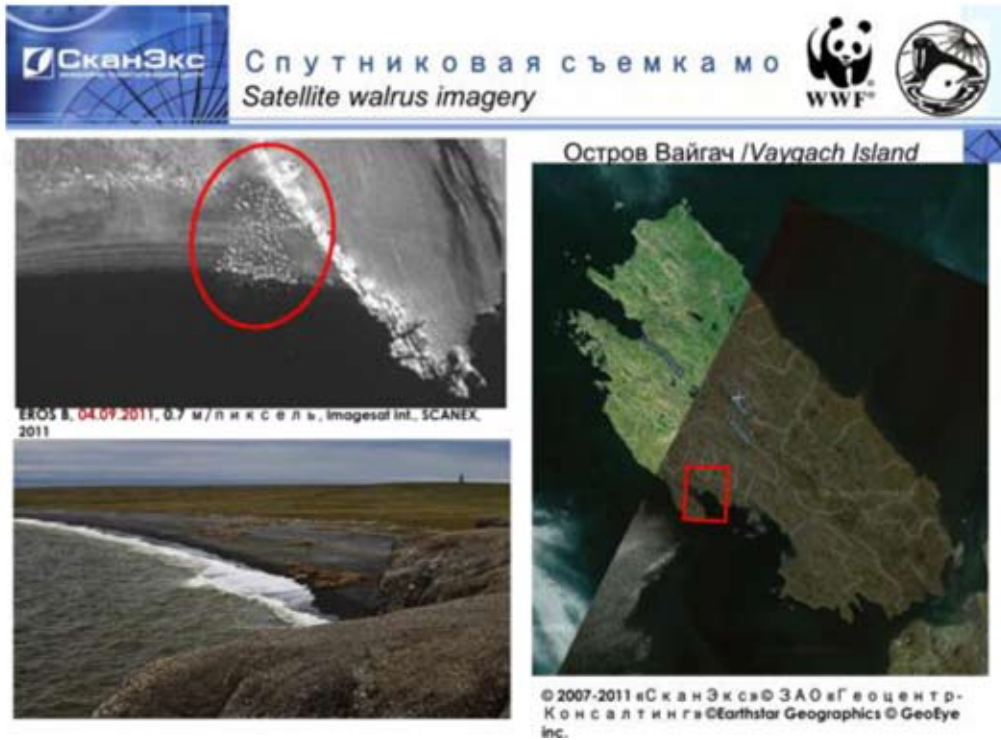 СканЭкс
Спутниковая съемка мо
Satellite walrus imagery
WWF®
Остров Вайгач /Vaygach Island
EROS B, 04.09.2011, 0.7 м/пиксель, Imagesat Int., SCANEX,
2011
© 2007-2011 «СканЭкс»© ЗАО «Геоцентр-
Консалтинг» ©Earthstar Geographics © GeoEye
inc.